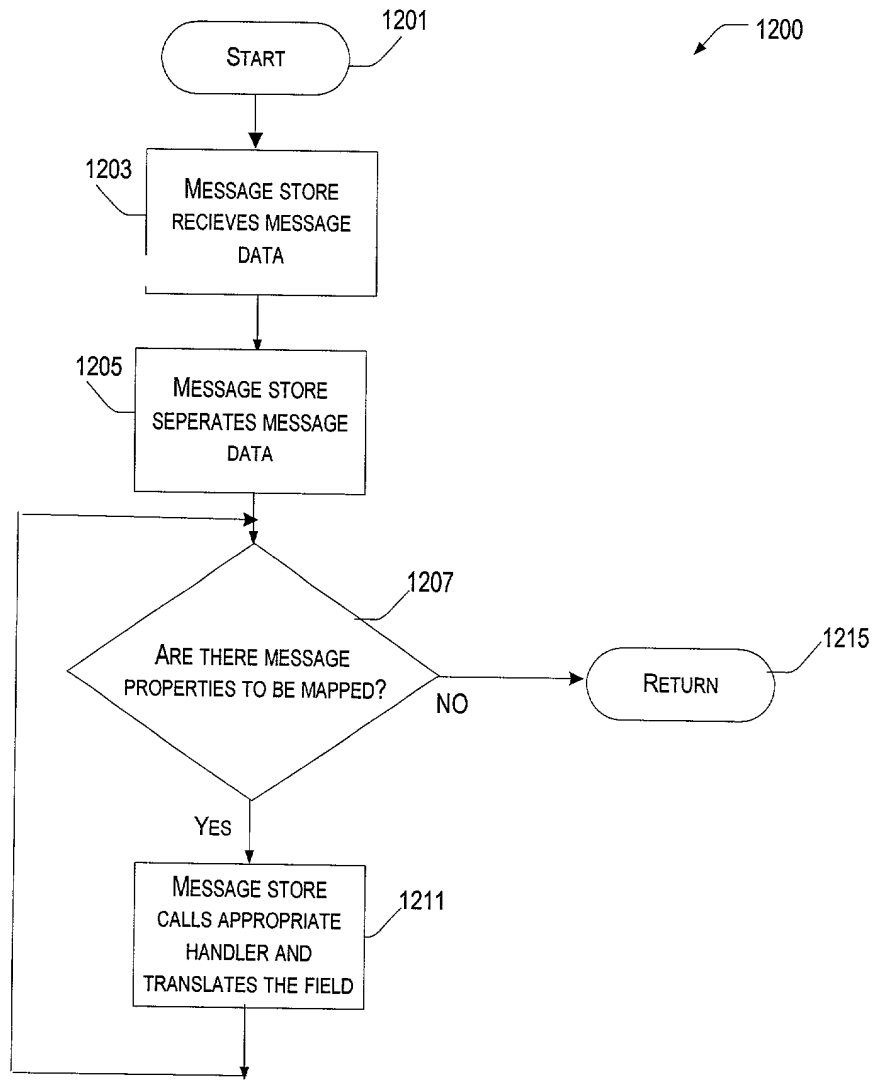 1201
1200
START
1203
MESSAGE STORE
RECIEVES MESSAGE
DATA
1205
MESSAGE STORE
SEPERATES MESSAGE
DATA
1207
ARE THERE MESSAGE
PROPERTIES TO BE MAPPED?
NO
1215
RETURN
YES
MESSAGE STORE
CALLS APPROPRIATE
HANDLER AND
TRANSLATES THE FIELD
1211